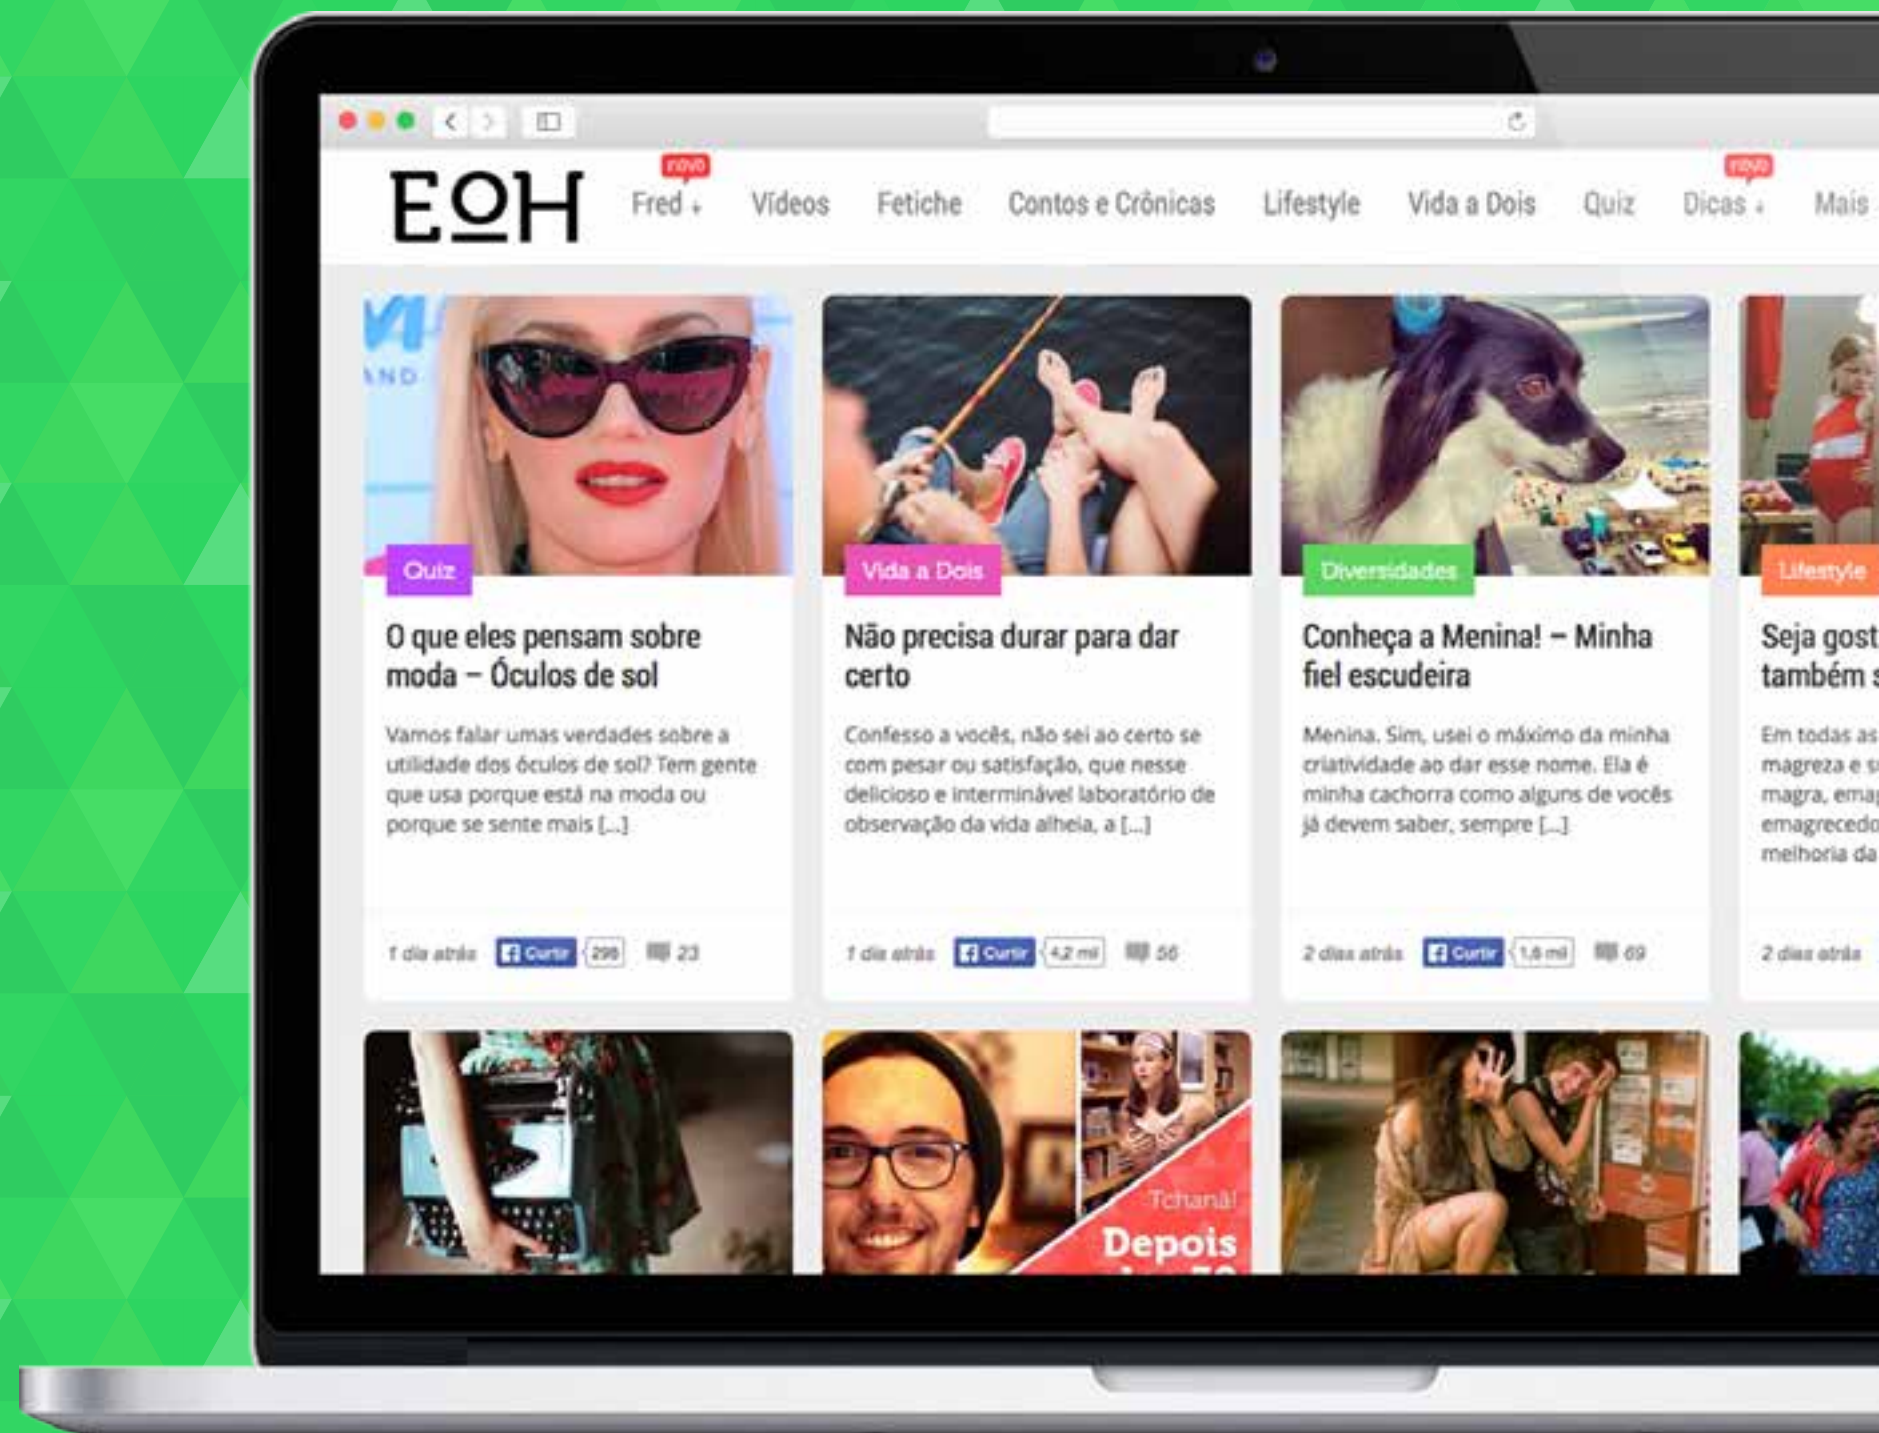 novo
novo
EOH
Fred
Vídeos
Fetiche
Contos e Crônicas
Lifestyle
Vida a Dois
Quiz
Dicas
Mais
AND
Quiz
O que eles pensam sobre
moda – Óculos de sol
Vamos falar umas verdades sobre a
utilidade dos óculos de sol? Tem gente
que usa porque está na moda ou
porque se sente mais [...]
1 dia atrás
Curtir
298
23
Vida a Dois
Não precisa durar para dar
certo
Confesso a vocês, não sei ao certo se
com pesar ou satisfação, que nesse
delicioso e interminável laboratório de
observação da vida alheia, a [...]
1 dia atrás
Curtir
4,2 mil
56
Diversidades
Conheça a Menina! – Minha
fiel escudeira
Menina. Sim, usei o máximo da minha
criatividade ao dar esse nome. Ela é
minha cachorra como alguns de vocês
já devem saber, sempre [...]
2 dias atrás
Curtir
1,6 mil
69
Lifestyle
Seja gost
também s
Em todas as
magreza e s
magra, emag
emagrecedo
melhoria da
2 dias atrás
Tchanã!
Depois